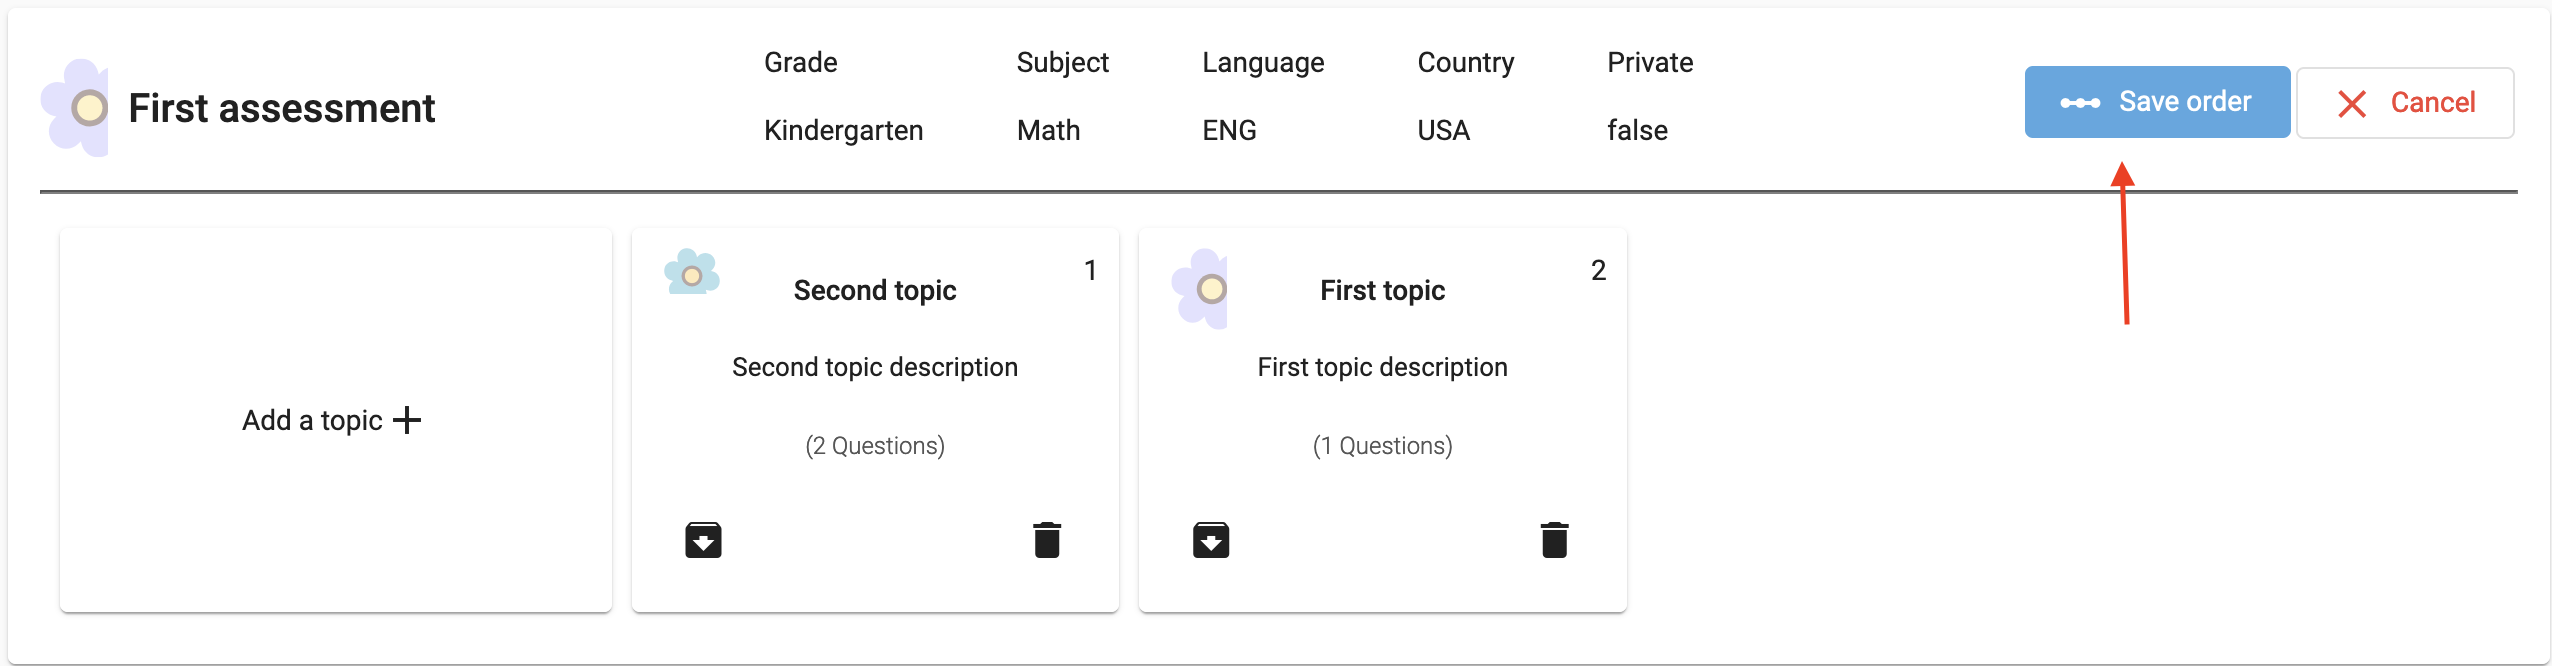 First assessment
Grade Subject Language Country Private
Kindergarten Math ENG USA false
Save order
Cancel
Add a topic
1
Second topic
Second topic description
(2 Questions)
2
First topic
First topic description
(1 Questions)